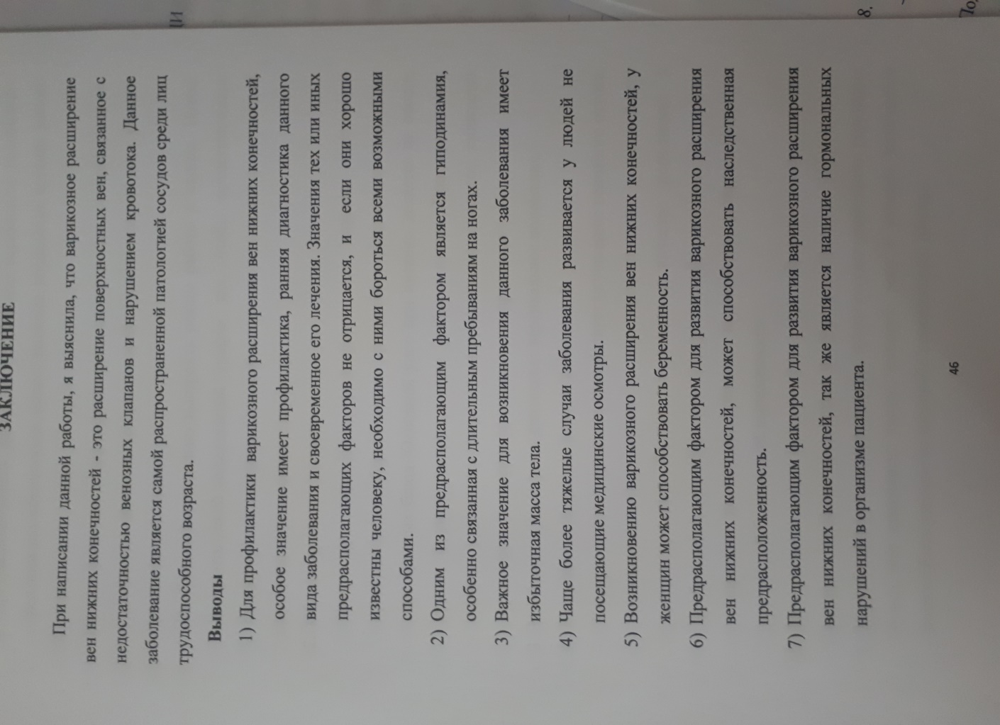 ЗАКЛЮЧЕНИЕ
При написании данной работы, я выяснила, что варикозное расширение
вен нижних конечностей - это расширение поверхностных вен, связанное с
недостаточностью венозных клапанов и нарушением кровотока. Данное
заболевание является самой распространенной патологией сосудов среди лиц
трудоспособного возраста.
Выводы
1) Для профилактики варикозного расширения вен нижних конечностей,
особое значение имеет профилактика, ранняя диагностика данного
вида заболевания и своевременное его лечения. Значения тех или иных
предрасполагающих факторов не отрицается, и если они хорошо
известны человеку, необходимо с ними бороться всеми возможными
способами.
2) Одним из предрасполагающим фактором является гиподинамия,
особенно связанная с длительным пребываниям на ногах.
3) Важное значение для возникновения данного заболевания имеет
избыточная масса тела.
4) Чаще более тяжелые случаи заболевания развивается у людей не
посещающие медицинские осмотры.
5) Возникновению варикозного расширения вен нижних конечностей, у
женщин может способствовать беременность.
6) Предрасполагающим фактором для развития варикозного расширения
вен нижних конечностей, может способствовать наследственная
предрасположенность.
7) Предрасполагающим фактором для развития варикозного расширения
вен нижних конечностей, так же является наличие гормональных
нарушений в организме пациента.
46
8.